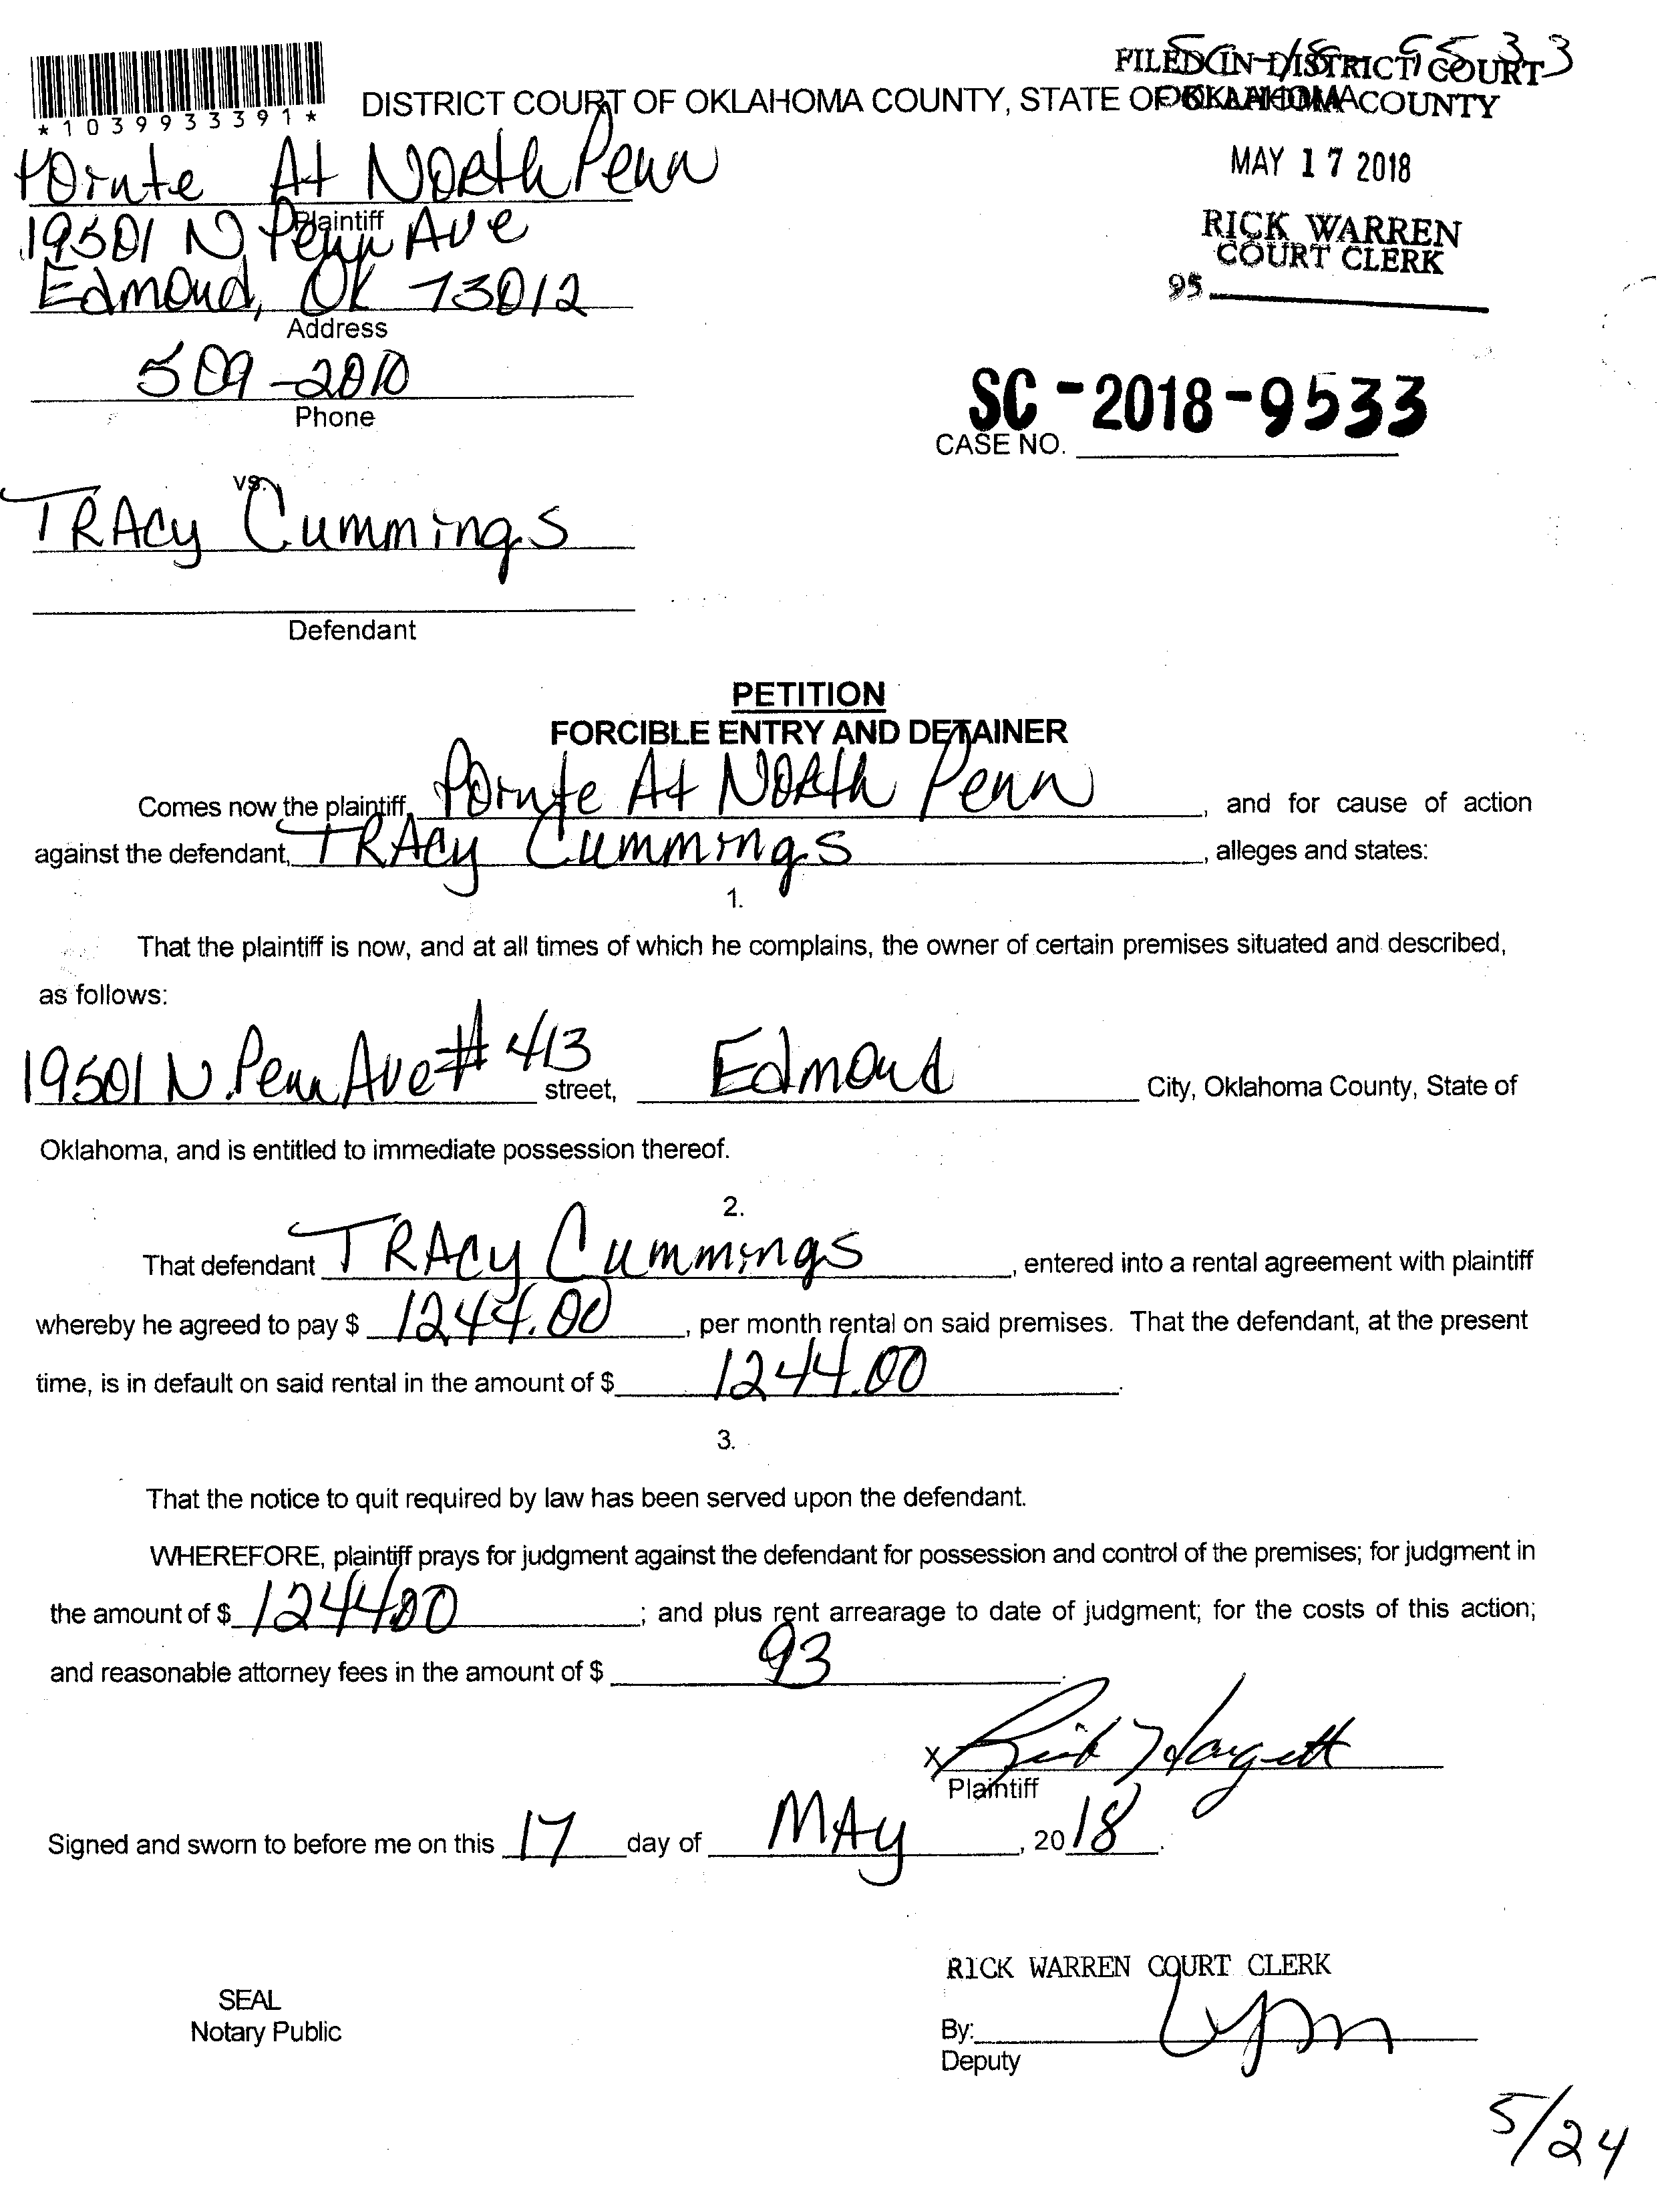 SC-18-9533
FILED IN DISTRICT COURT
*1039933391*
DISTRICT COURT OF OKLAHOMA COUNTY, STATE OF OKLAHOMA
OKLAHOMA COUNTY
MAY 17 2018
RICK WARREN
COURT CLERK
95
Pointe At North Penn
Plaintiff
19501 N Penn Ave
Edmond, OK 73012
Address
509-2010
Phone
SC-2018-9533
CASE NO.
vs.
TRACy Cummings
Defendant
PETITION
FORCIBLE ENTRY AND DETAINER
Comes now the plaintiff, Pointe At North Penn, and for cause of action
against the defendant, TRACy Cummings, alleges and states:
1.
That the plaintiff is now, and at all times of which he complains, the owner of certain premises situated and described,
as follows:
19501 N. Penn Ave # 413 street, Edmond City, Oklahoma County, State of
Oklahoma, and is entitled to immediate possession thereof.
2.
That defendant TRACy Cummings, entered into a rental agreement with plaintiff
whereby he agreed to pay $ 1244.00, per month rental on said premises. That the defendant, at the present
time, is in default on said rental in the amount of $ 1244.00.
3.
That the notice to quit required by law has been served upon the defendant.
WHEREFORE, plaintiff prays for judgment against the defendant for possession and control of the premises; for judgment in
the amount of $ 1244.00; and plus rent arrearage to date of judgment; for the costs of this action;
and reasonable attorney fees in the amount of $ 93.
X Rick Hargett
Plaintiff
Signed and sworn to before me on this 17 day of MAy, 2018.
RICK WARREN COURT CLERK
SEAL
Notary Public
By: Lynn
Deputy
5/24